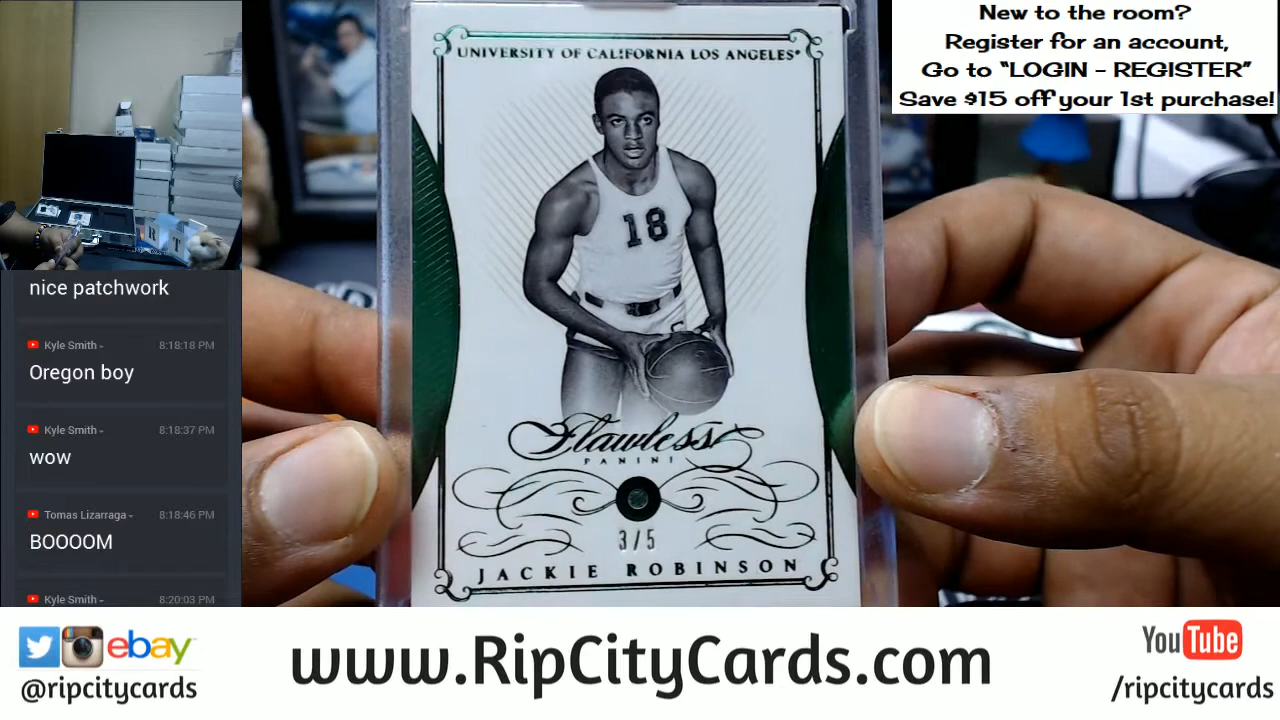 New to the room?
Register for an account,
Go to “LOGIN - REGISTER”
Save $15 off your 1st purchase!
UNIVERSITY OF CALIFORNIA LOS ANGELES®
18
Flawless
PANINI
3/5
JACKIE ROBINSON
R T
nice patchwork
Kyle Smith 8:18:18 PM
Oregon boy
Kyle Smith 8:18:37 PM
wow
Tomas Lizarraga 8:18:46 PM
BOOOOM
Kyle Smith 8:20:03 PM
ebay
@ripcitycards
www.RipCityCards.com
YouTube
/ripcitycards